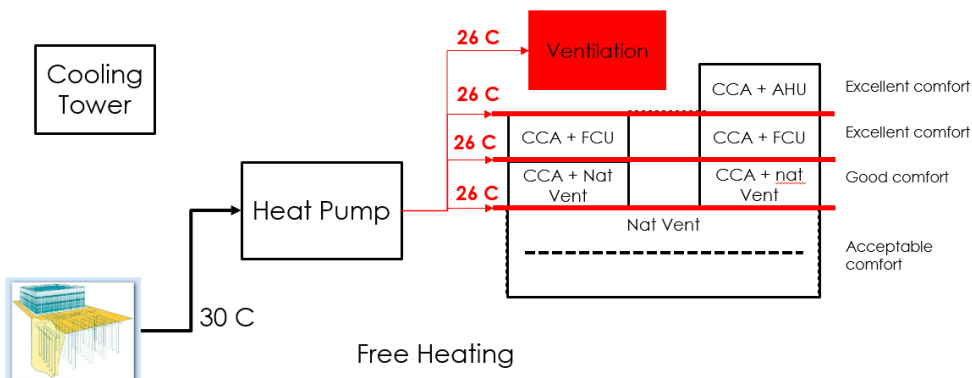 26 C
Ventilation
Cooling
Tower
26 C
CCA + AHU
Excellent comfort
26 C
CCA + FCU
CCA + FCU
Excellent comfort
Heat Pump
26 C
CCA + Nat
Vent
CCA + nat
Vent
Good comfort
Nat Vent
Acceptable
comfort
30 C
Free Heating